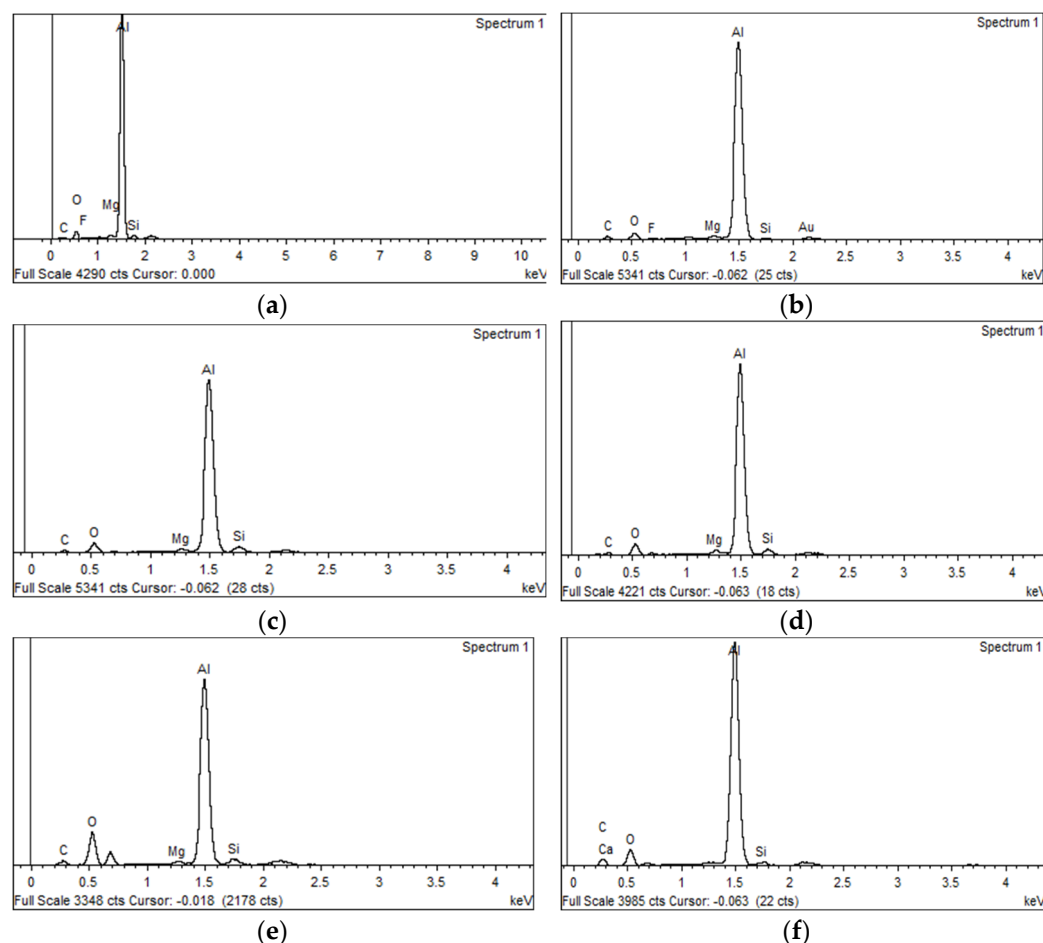 Spectrum 1
Al
O
Mg
F
Si
C
0 1 2 3 4 5 6 7 8 9 10
Full Scale 4290 cts Cursor: 0.000 keV
(a)
Spectrum 1
Al
C O F Mg Si Au
0 0.5 1 1.5 2 2.5 3 3.5 4
Full Scale 5341 cts Cursor: -0.062 (25 cts) keV
(b)
Spectrum 1
Al
C O Mg Si
0 0.5 1 1.5 2 2.5 3 3.5 4
Full Scale 5341 cts Cursor: -0.062 (28 cts) keV
(c)
Spectrum 1
Al
C O Mg Si
0 0.5 1 1.5 2 2.5 3 3.5 4
Full Scale 4221 cts Cursor: -0.063 (18 cts) keV
(d)
Spectrum 1
Al
O
C Mg Si
0 0.5 1 1.5 2 2.5 3 3.5 4
Full Scale 3348 cts Cursor: -0.018 (2178 cts) keV
(e)
Spectrum 1
Al
C
Ca O Si
0 0.5 1 1.5 2 2.5 3 3.5 4
Full Scale 3985 cts Cursor: -0.063 (22 cts) keV
(f)